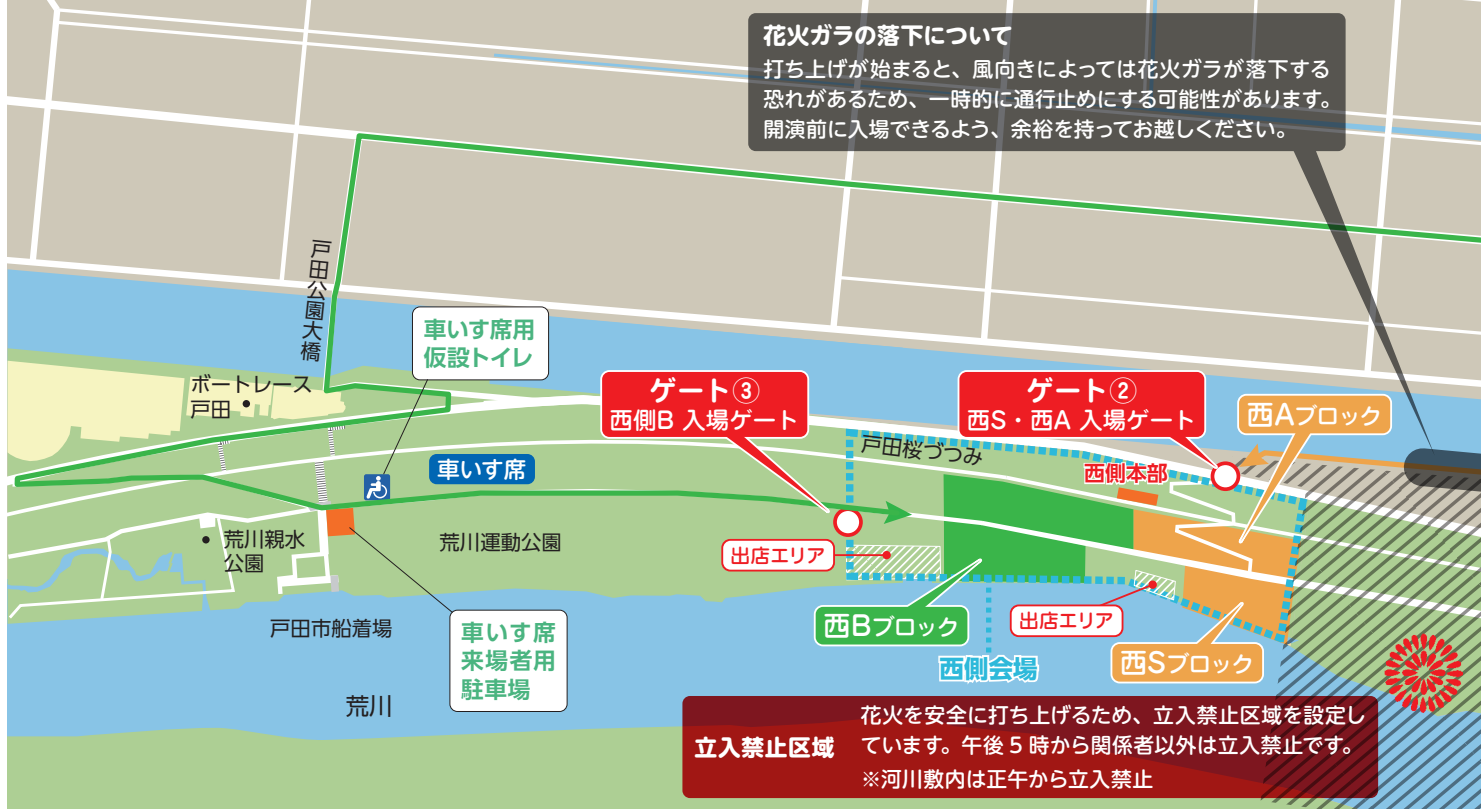 花火ガラの落下について
打ち上げが始まると、風向きによっては花火ガラが落下する
恐れがあるため、一時的に通行止めにする可能性があります。
開演前に入場できるよう、余裕を持ってお越しください。
戸田公園大橋
車いす席用
仮設トイレ
ボートレース
戸田
ゲート③
西側B 入場ゲート
ゲート②
西S・西A 入場ゲート
西Aブロック
戸田桜づつみ
車いす席
西側本部
荒川親水
公園
荒川運動公園
出店エリア
出店エリア
戸田市船着場
車いす席
来場者用
駐車場
西Bブロック
西側会場
西Sブロック
荒川
立入禁止区域
花火を安全に打ち上げるため、立入禁止区域を設定し
ています。午後5時から関係者以外は立入禁止です。
※河川敷内は正午から立入禁止